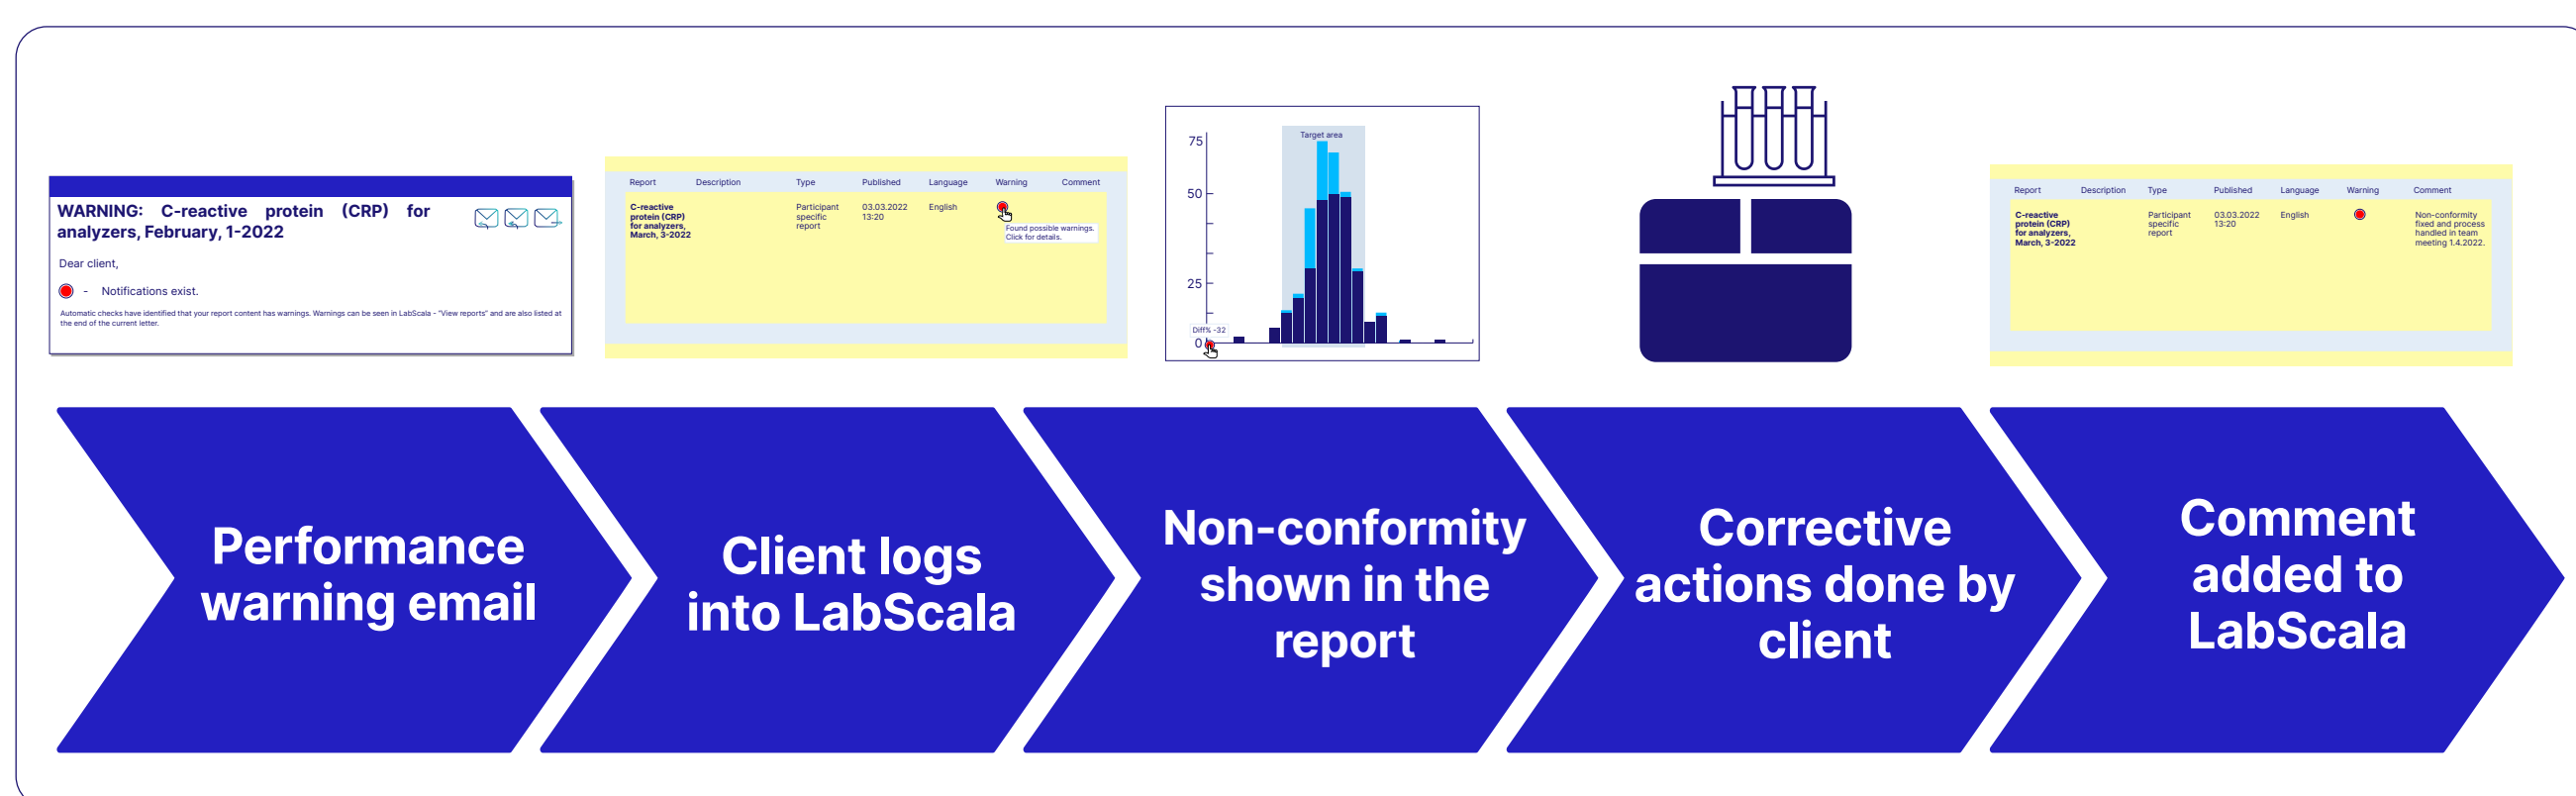 WARNING: C-reactive protein (CRP) for
analyzers, February, 1-2022
Dear client,
- Notifications exist.
Automatic checks have identified that your report content has warnings. Warnings can be seen in LabScala - "View reports" and are also listed at
the end of the current letter.
Report Description Type Published Language Warning Comment
C-reactive
protein (CRP)
for analyzers,
March, 3-2022
Participant
specific
report
03.03.2022
13:20
English
Found possible warnings.
Click for details.
Target area
75
50
25
0
Diff% -32
Report Description Type Published Language Warning Comment
C-reactive
protein (CRP)
for analyzers,
March, 3-2022
Participant
specific
report
03.03.2022
13:20
English
Non-conformity
fixed and process
handled in team
meeting 1.4.2022.
Performance
warning email
Client logs
into LabScala
Non-conformity
shown in the
report
Corrective
actions done by
client
Comment
added to
LabScala